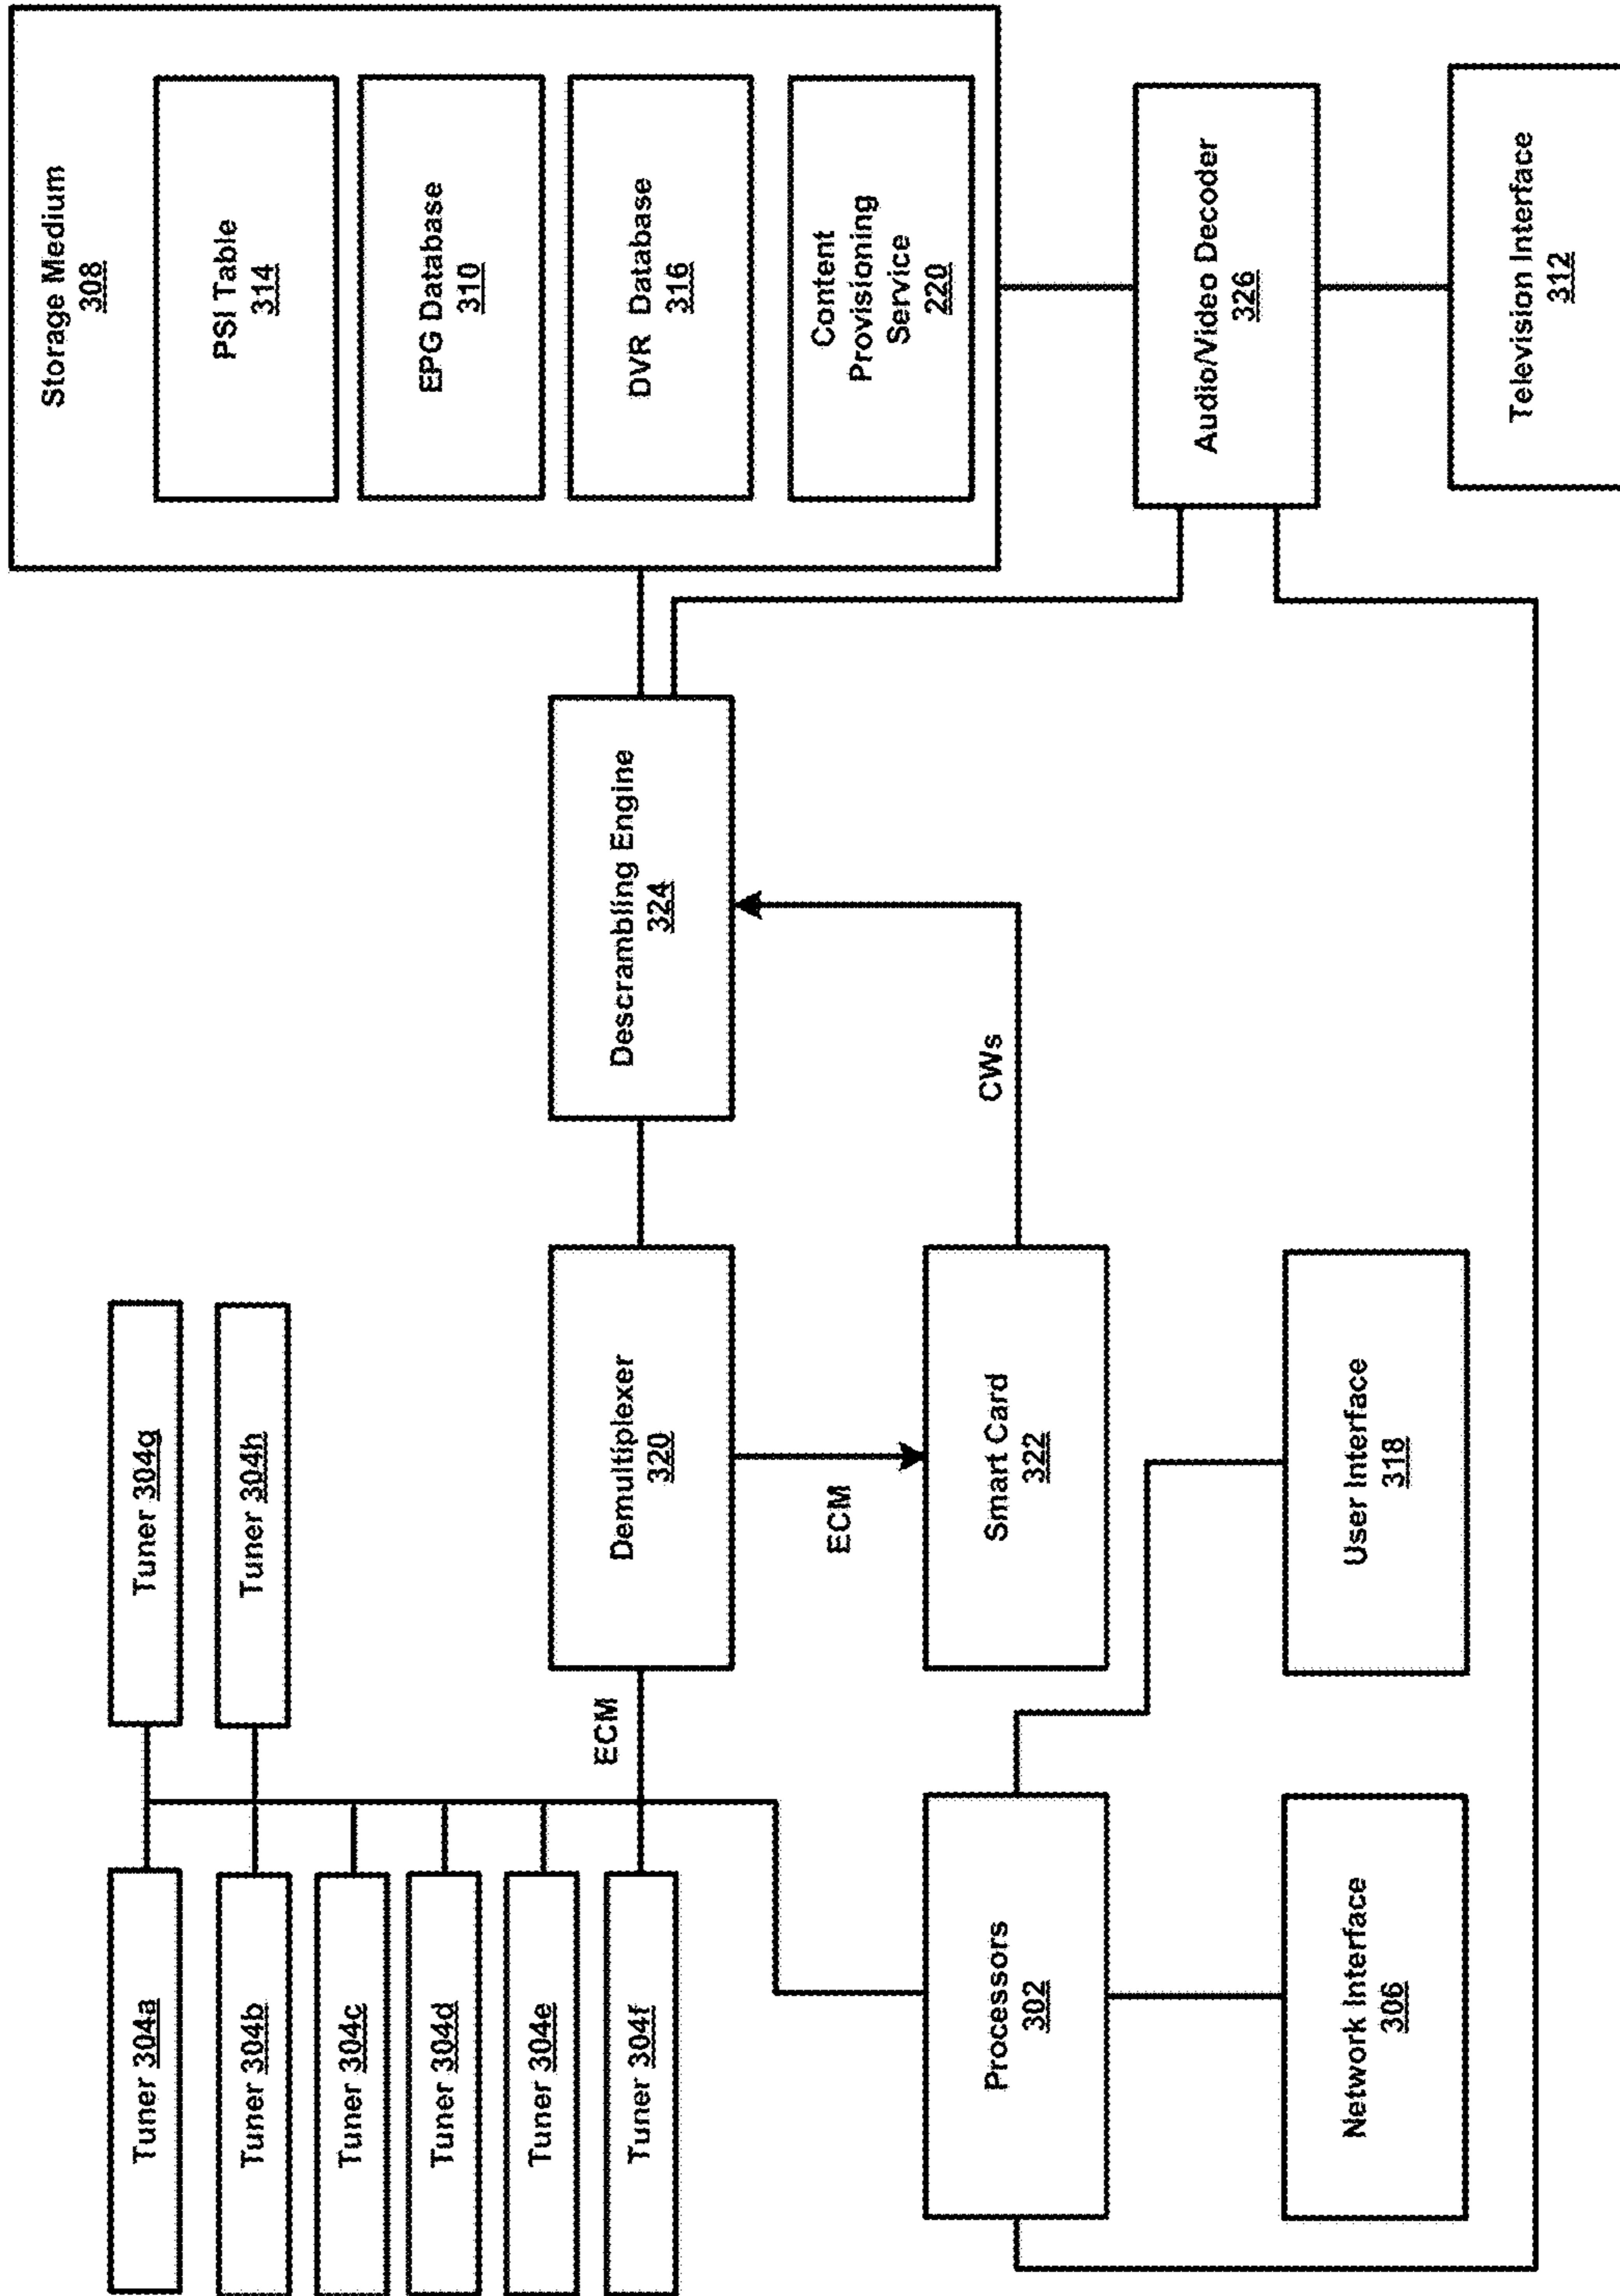 Tuner 304a
Tuner 304b
Tuner 304c
Tuner 304d
Tuner 304e
Tuner 304f
Tuner 304g
Tuner 304h
ECM
Demultiplexer
320
ECM
Smart Card
322
CWs
Descrambling Engine
324
Processors
302
Network Interface
306
User Interface
318
Storage Medium
308
PSI Table
314
EPG Database
310
DVR Database
316
Content
Provisioning
Service
220
Audio/Video Decoder
326
Television Interface
312